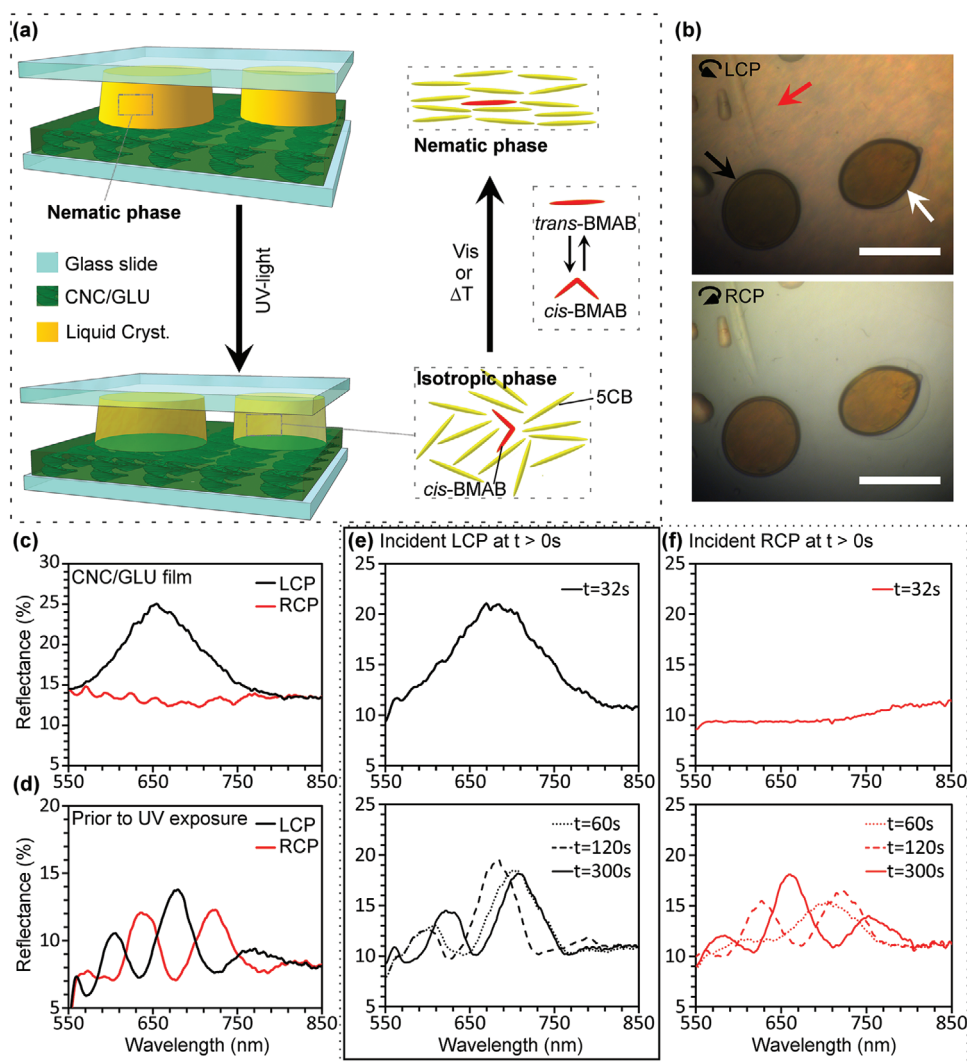 (a)
Nematic phase
Glass slide
CNC/GLU
Liquid Cryst.
UV-light
Nematic phase
Vis
or
ΔT
trans-BMAB
cis-BMAB
Isotropic phase
5CB
cis-BMAB
(b)
LCP
RCP
(c)
CNC/GLU film
LCP
RCP
Reflectance (%)
30
25
20
15
10
5
550 650 750 850
(d)
Prior to UV exposure
LCP
RCP
Reflectance (%)
20
15
10
5
550 650 750 850
Wavelength (nm)
(e) Incident LCP at t > 0s
t=32s
25
20
15
10
5
550 650 750 850
t=60s
t=120s
t=300s
25
20
15
10
5
550 650 750 850
Wavelength (nm)
(f) Incident RCP at t > 0s
t=32s
25
20
15
10
5
550 650 750 850
t=60s
t=120s
t=300s
25
20
15
10
5
550 650 750 850
Wavelength (nm)